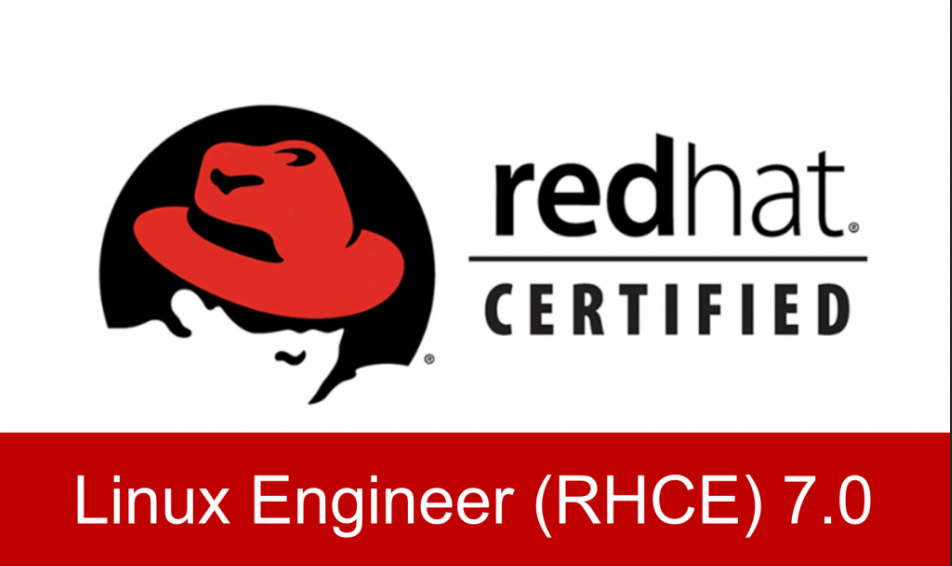 redhat®
CERTIFIED
®
Linux Engineer (RHCE) 7.0